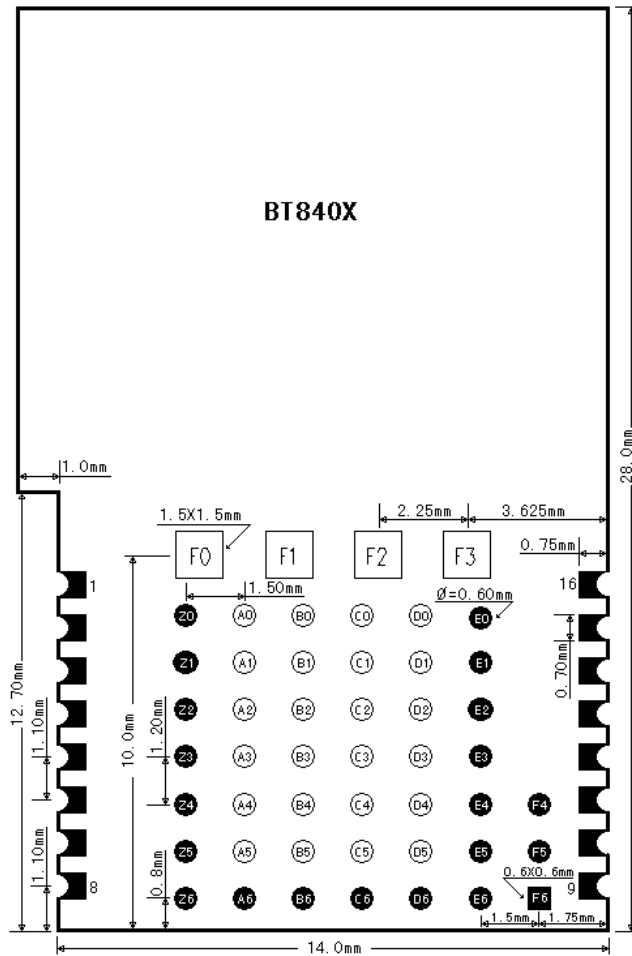 BT840X
1.0mm
28.0mm
1.5X1.5mm
2.25mm
3.625mm
F0 F1 F2 F3
0.75mm
1
16
1.50mm
Ø=0.60mm
Z0 A0 B0 C0 D0 E0
0.70mm
Z1 A1 B1 C1 D1 E1
12.70mm
10.0mm
1.20mm
1.10mm
Z2 A2 B2 C2 D2 E2
Z3 A3 B3 C3 D3 E3
Z4 A4 B4 C4 D4 E4 F4
Z5 A5 B5 C5 D5 E5 F5
1.10mm
0.8mm
0.6X0.6mm
8
9
Z6 A6 B6 C6 D6 E6 F6
1.5mm
1.75mm
14.0mm